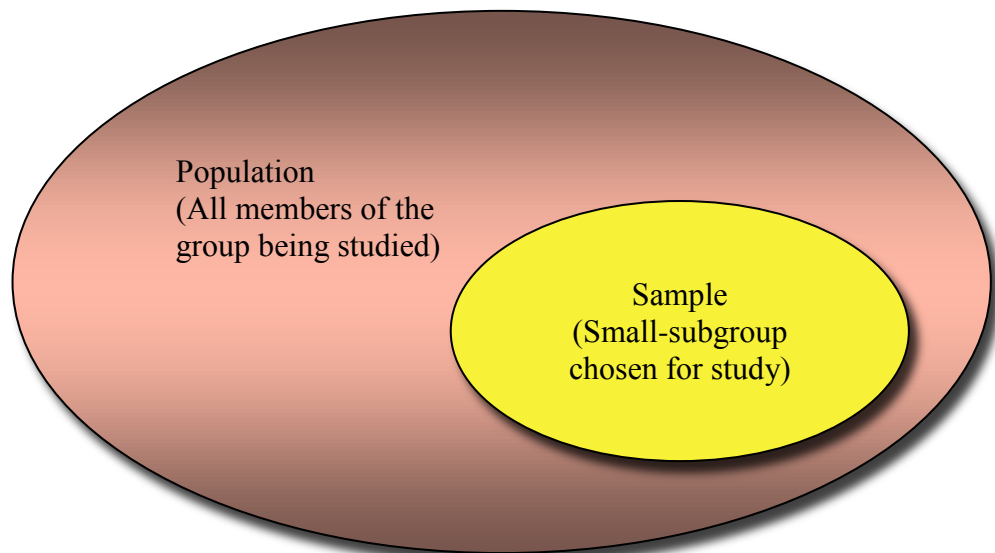 Population
(All members of the
group being studied)
Sample
(Small-subgroup
chosen for study)